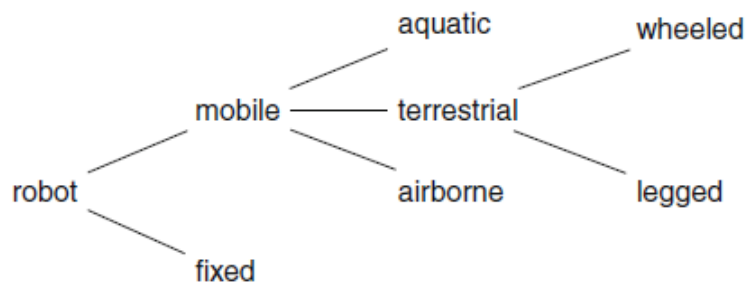 aquatic
wheeled
mobile
terrestrial
robot
airborne
legged
fixed